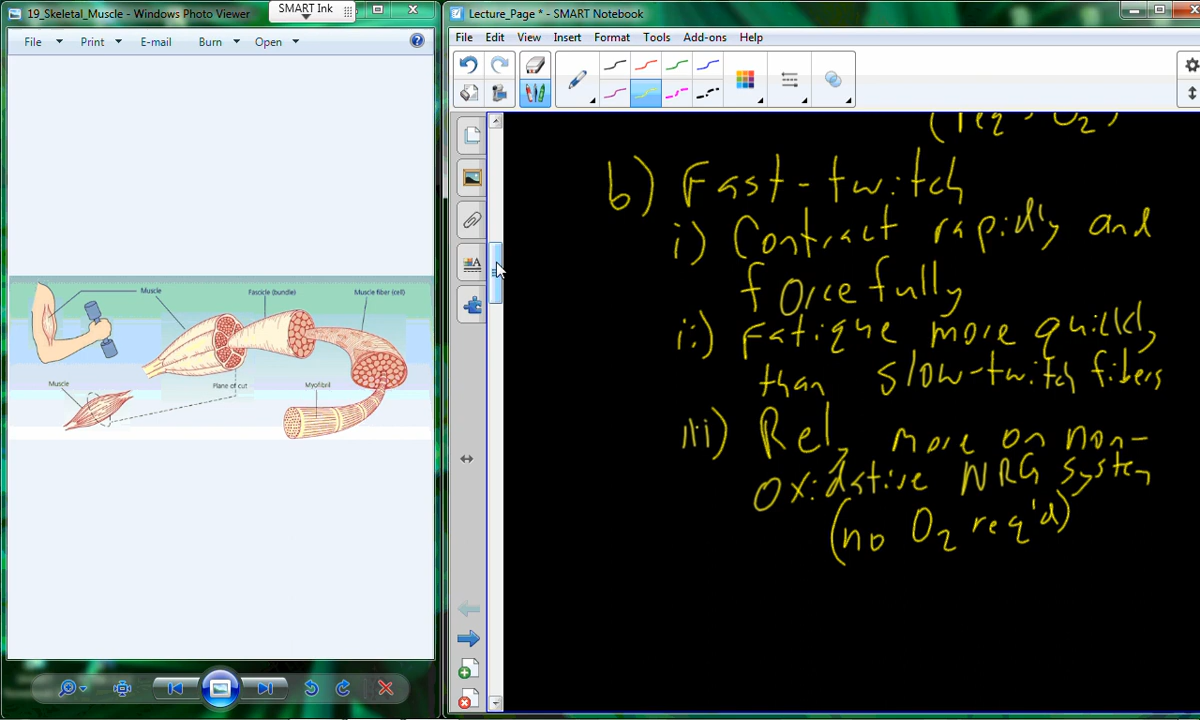 19_Skeletal_Muscle - Windows Photo Viewer
SMART Ink
File Print E-mail Burn Open
Muscle
Fascicle (bundle)
Muscle fiber (cell)
Muscle
Plane of cut
Myofibril
Lecture_Page * - SMART Notebook
File Edit View Insert Format Tools Add-ons Help
(req's O2)
b) Fast-twitch
i) Contract rapidly and
forcefully
ii) Fatigue more quickly
than slow-twitch fibers
iii) Rely more on non-
oxidative NRG system
(no O2 req'd)